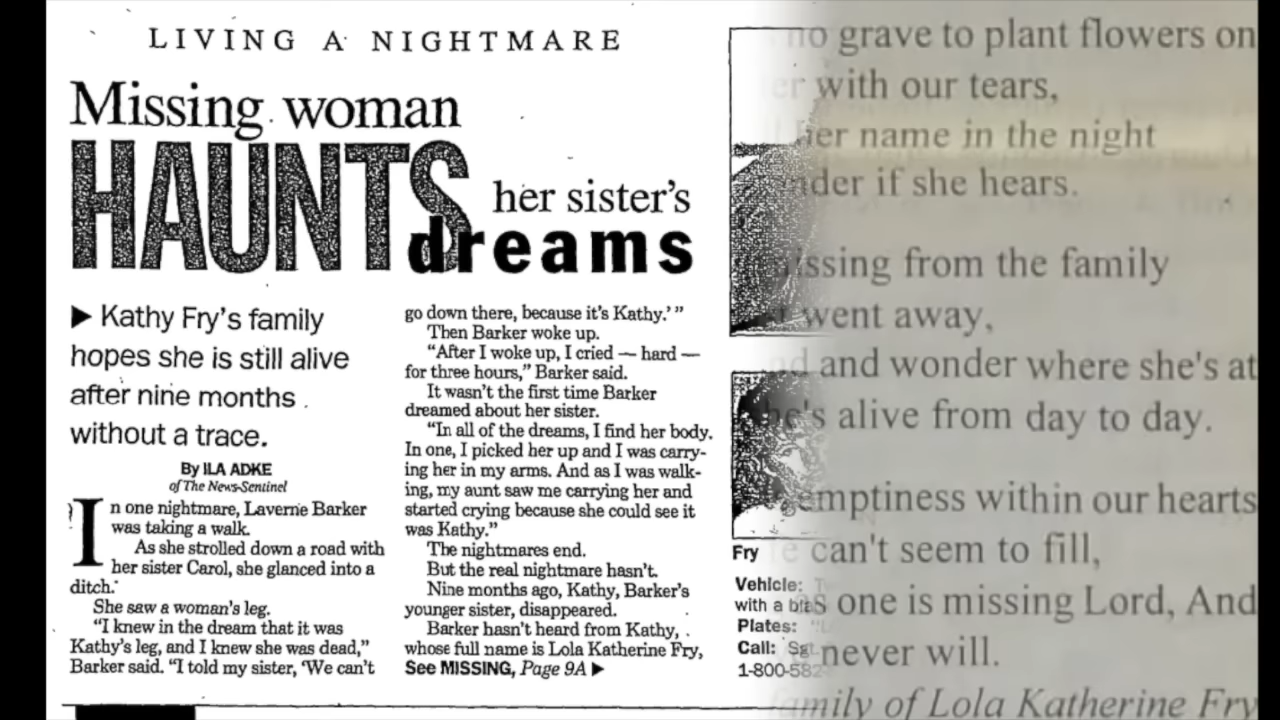 LIVING A NIGHTMARE
Missing woman
HAUNTS her sister's
dreams
▶ Kathy Fry's family
hopes she is still alive
after nine months
without a trace.
By ILA ADKE
of The News-Sentinel
In one nightmare, Laverne Barker
was taking a walk.
As she strolled down a road with
her sister Carol, she glanced into a
ditch.
She saw a woman's leg.
"I knew in the dream that it was
Kathy's leg, and I knew she was dead,"
Barker said. "I told my sister, 'We can't
go down there, because it's Kathy.' "
Then Barker woke up.
"After I woke up, I cried — hard —
for three hours," Barker said.
It wasn't the first time Barker
dreamed about her sister.
"In all of the dreams, I find her body.
In one, I picked her up and I was carry-
ing her in my arms. And as I was walk-
ing, my aunt saw me carrying her and
started crying because she could see it
was Kathy."
The nightmares end.
But the real nightmare hasn't.
Nine months ago, Kathy, Barker's
younger sister, disappeared.
Barker hasn't heard from Kathy,
whose full name is Lola Katherine Fry,
See MISSING, Page 9A ▶
Fry
Vehicle:
with a
Plates:
Call: Sgt.
1-800-582
no grave to plant flowers on
with our tears,
her name in the night
if she hears.
missing from the family
went away,
and wonder where she's at
she's alive from day to day.
emptiness within our hearts
can't seem to fill,
one is missing Lord, And
never will.
family of Lola Katherine Fry